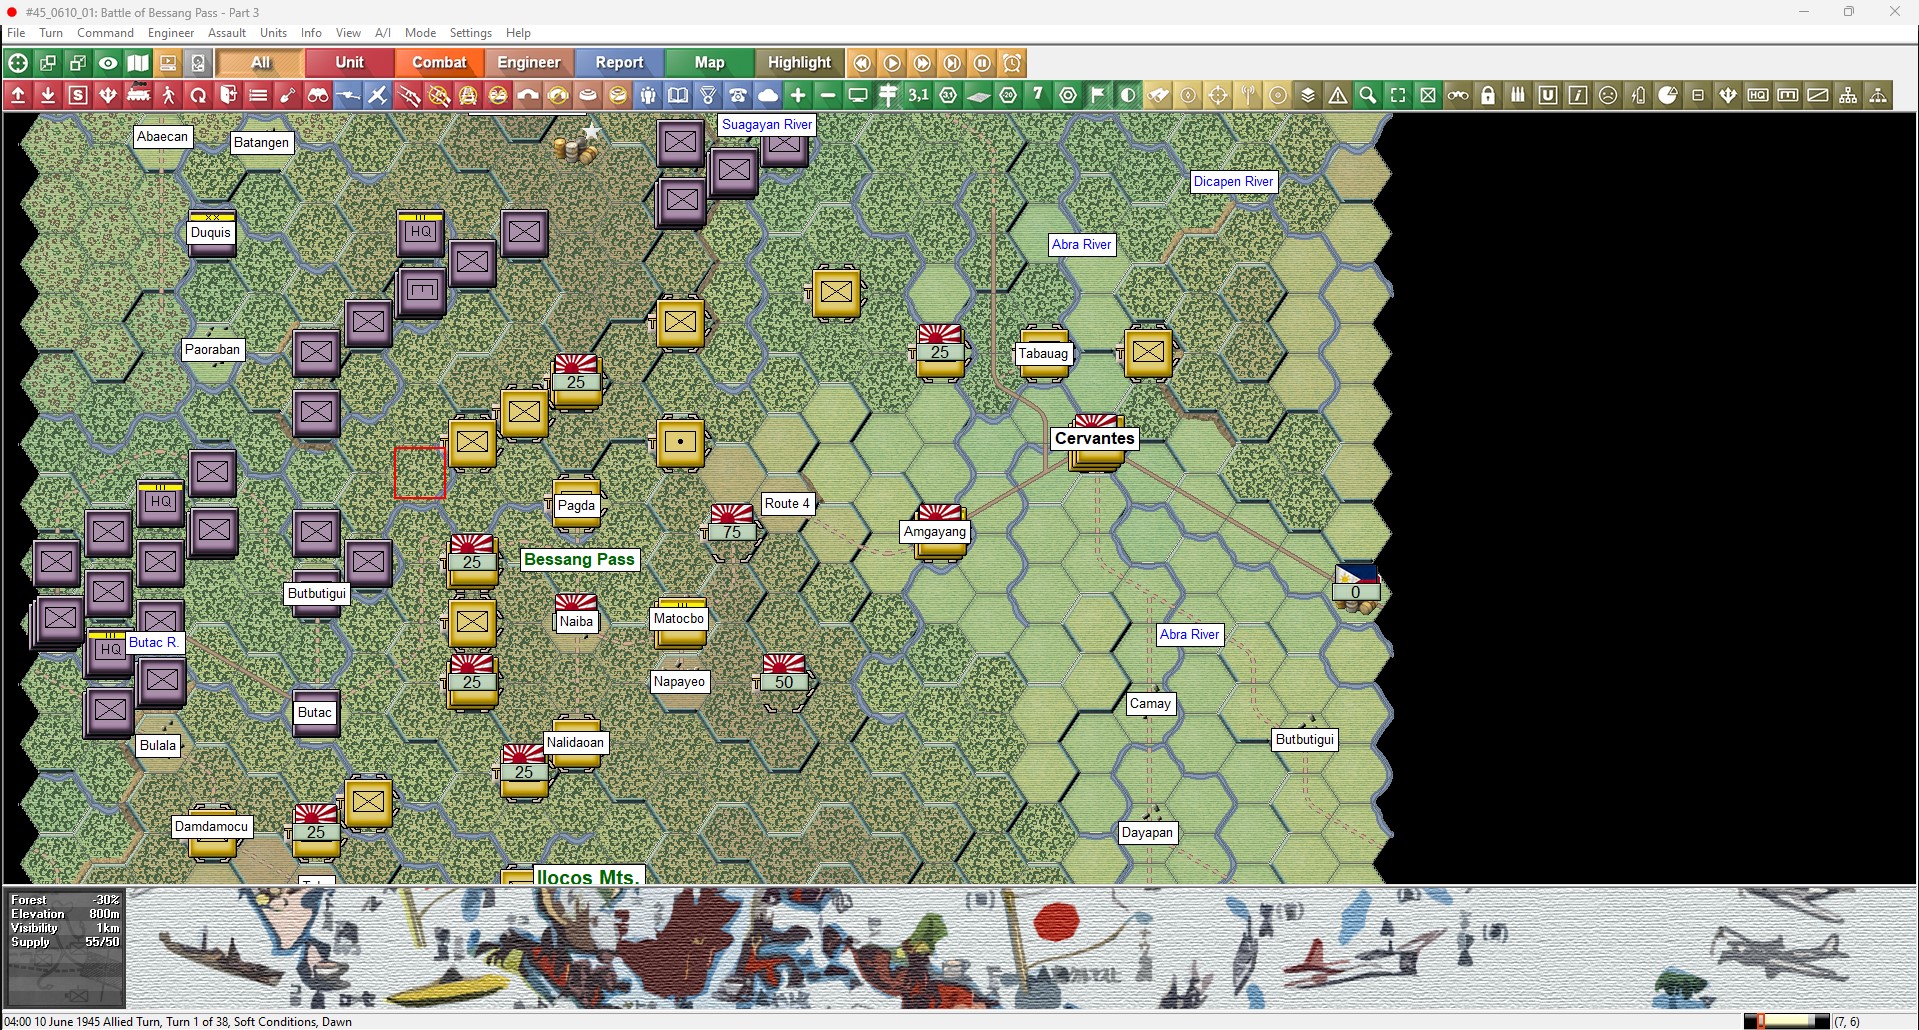 #45_0610_01: Battle of Bessang Pass - Part 3
File Turn Command Engineer Assault Units Info View A/I Mode Settings Help
All Unit Combat Engineer Report Map Highlight
Suagayan River
Abaecan
Batangen
Dicapen River
Duquis
HQ
Abra River
Paoraban
25
Tabauag
25
Cervantes
HQ
Pagda
Route 4
75
Amgayang
25
Bessang Pass
0
Butbutigui
Naiba
Matocbo
HQ
Butac R.
Abra River
25
Napayeo
50
Butac
Camay
Bulala
Nalidaoan
Butbutigui
25
Damdamocu
25
Dayapan
Ilocos Mts.
Forest -30%
Elevation 800m
Visibility 1km
Supply 55/50
04:00 10 June 1945 Allied Turn, Turn 1 of 38, Soft Conditions, Dawn
(7, 6)